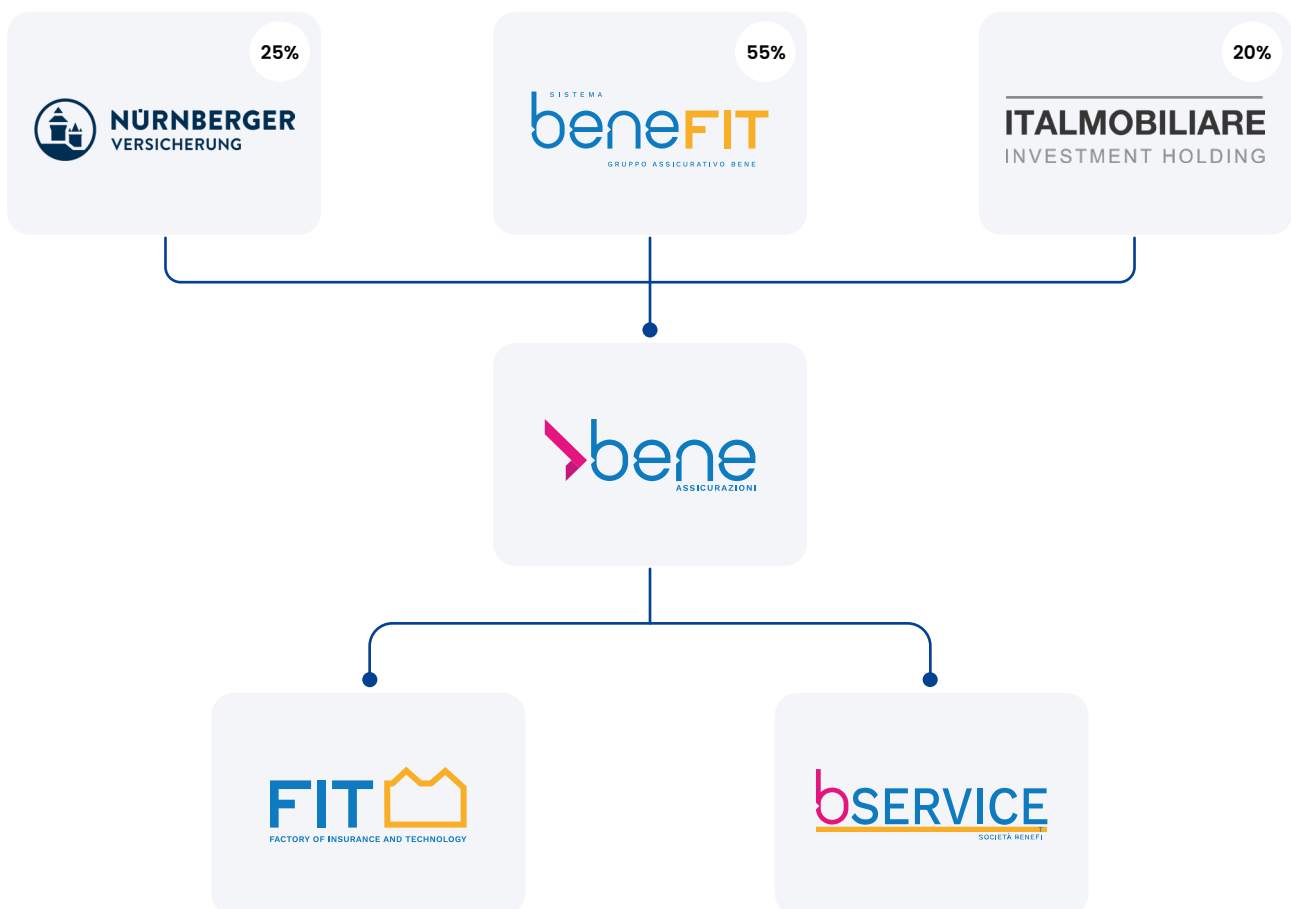 25%
NÜRNBERGER
VERSICHERUNG
55%
SISTEMA
beneFIT
GRUPPO ASSICURATIVO BENE
20%
ITALMOBILIARE
INVESTMENT HOLDING
bene
ASSICURAZIONI
FIT
FACTORY OF INSURANCE AND TECHNOLOGY
bSERVICE
SOCIETÀ BENEFIT